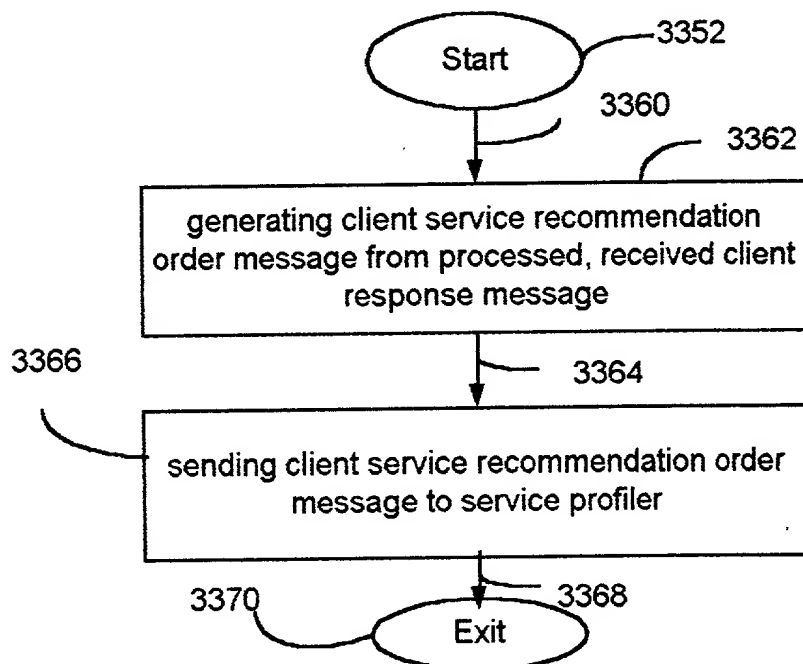 Start
3352
3360
3362
generating client service recommendation
order message from processed, received client
response message
3366
3364
sending client service recommendation order
message to service profiler
3370
3368
Exit